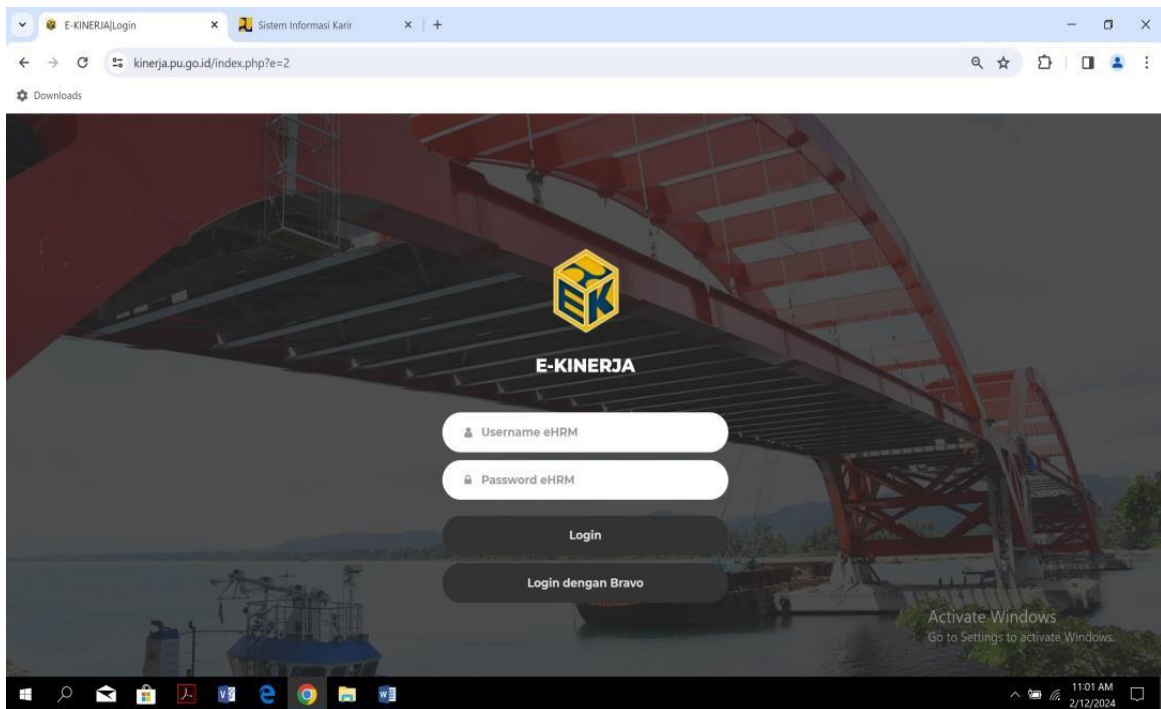 E-KINERJA|Login
Sistem Informasi Karir
kinerja.pu.go.id/index.php?e=2
Downloads
EK
E-KINERJA
Username eHRM
Password eHRM
Login
Login dengan Bravo
Activate Windows
Go to Settings to activate Windows.
11:01 AM
2/12/2024